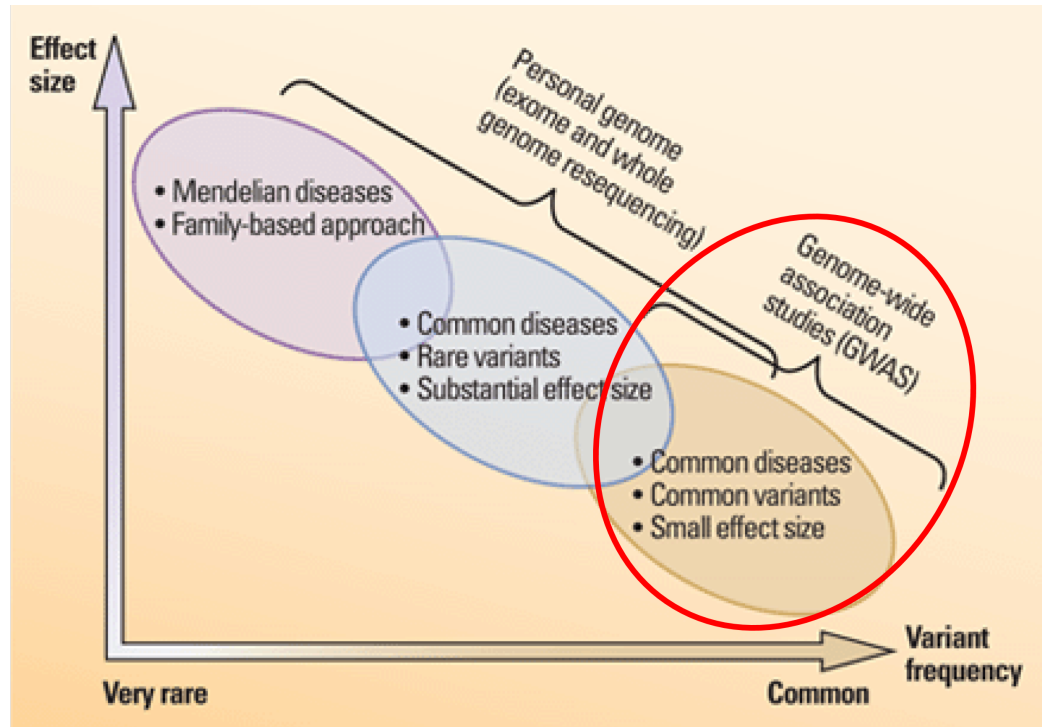 Effect
size
Personal genome
(exome and whole
genome resequencing)
• Mendelian diseases
• Family-based approach
Genome-wide
association
studies (GWAS)
• Common diseases
• Rare variants
• Substantial effect size
• Common diseases
• Common variants
• Small effect size
Variant
frequency
Very rare
Common